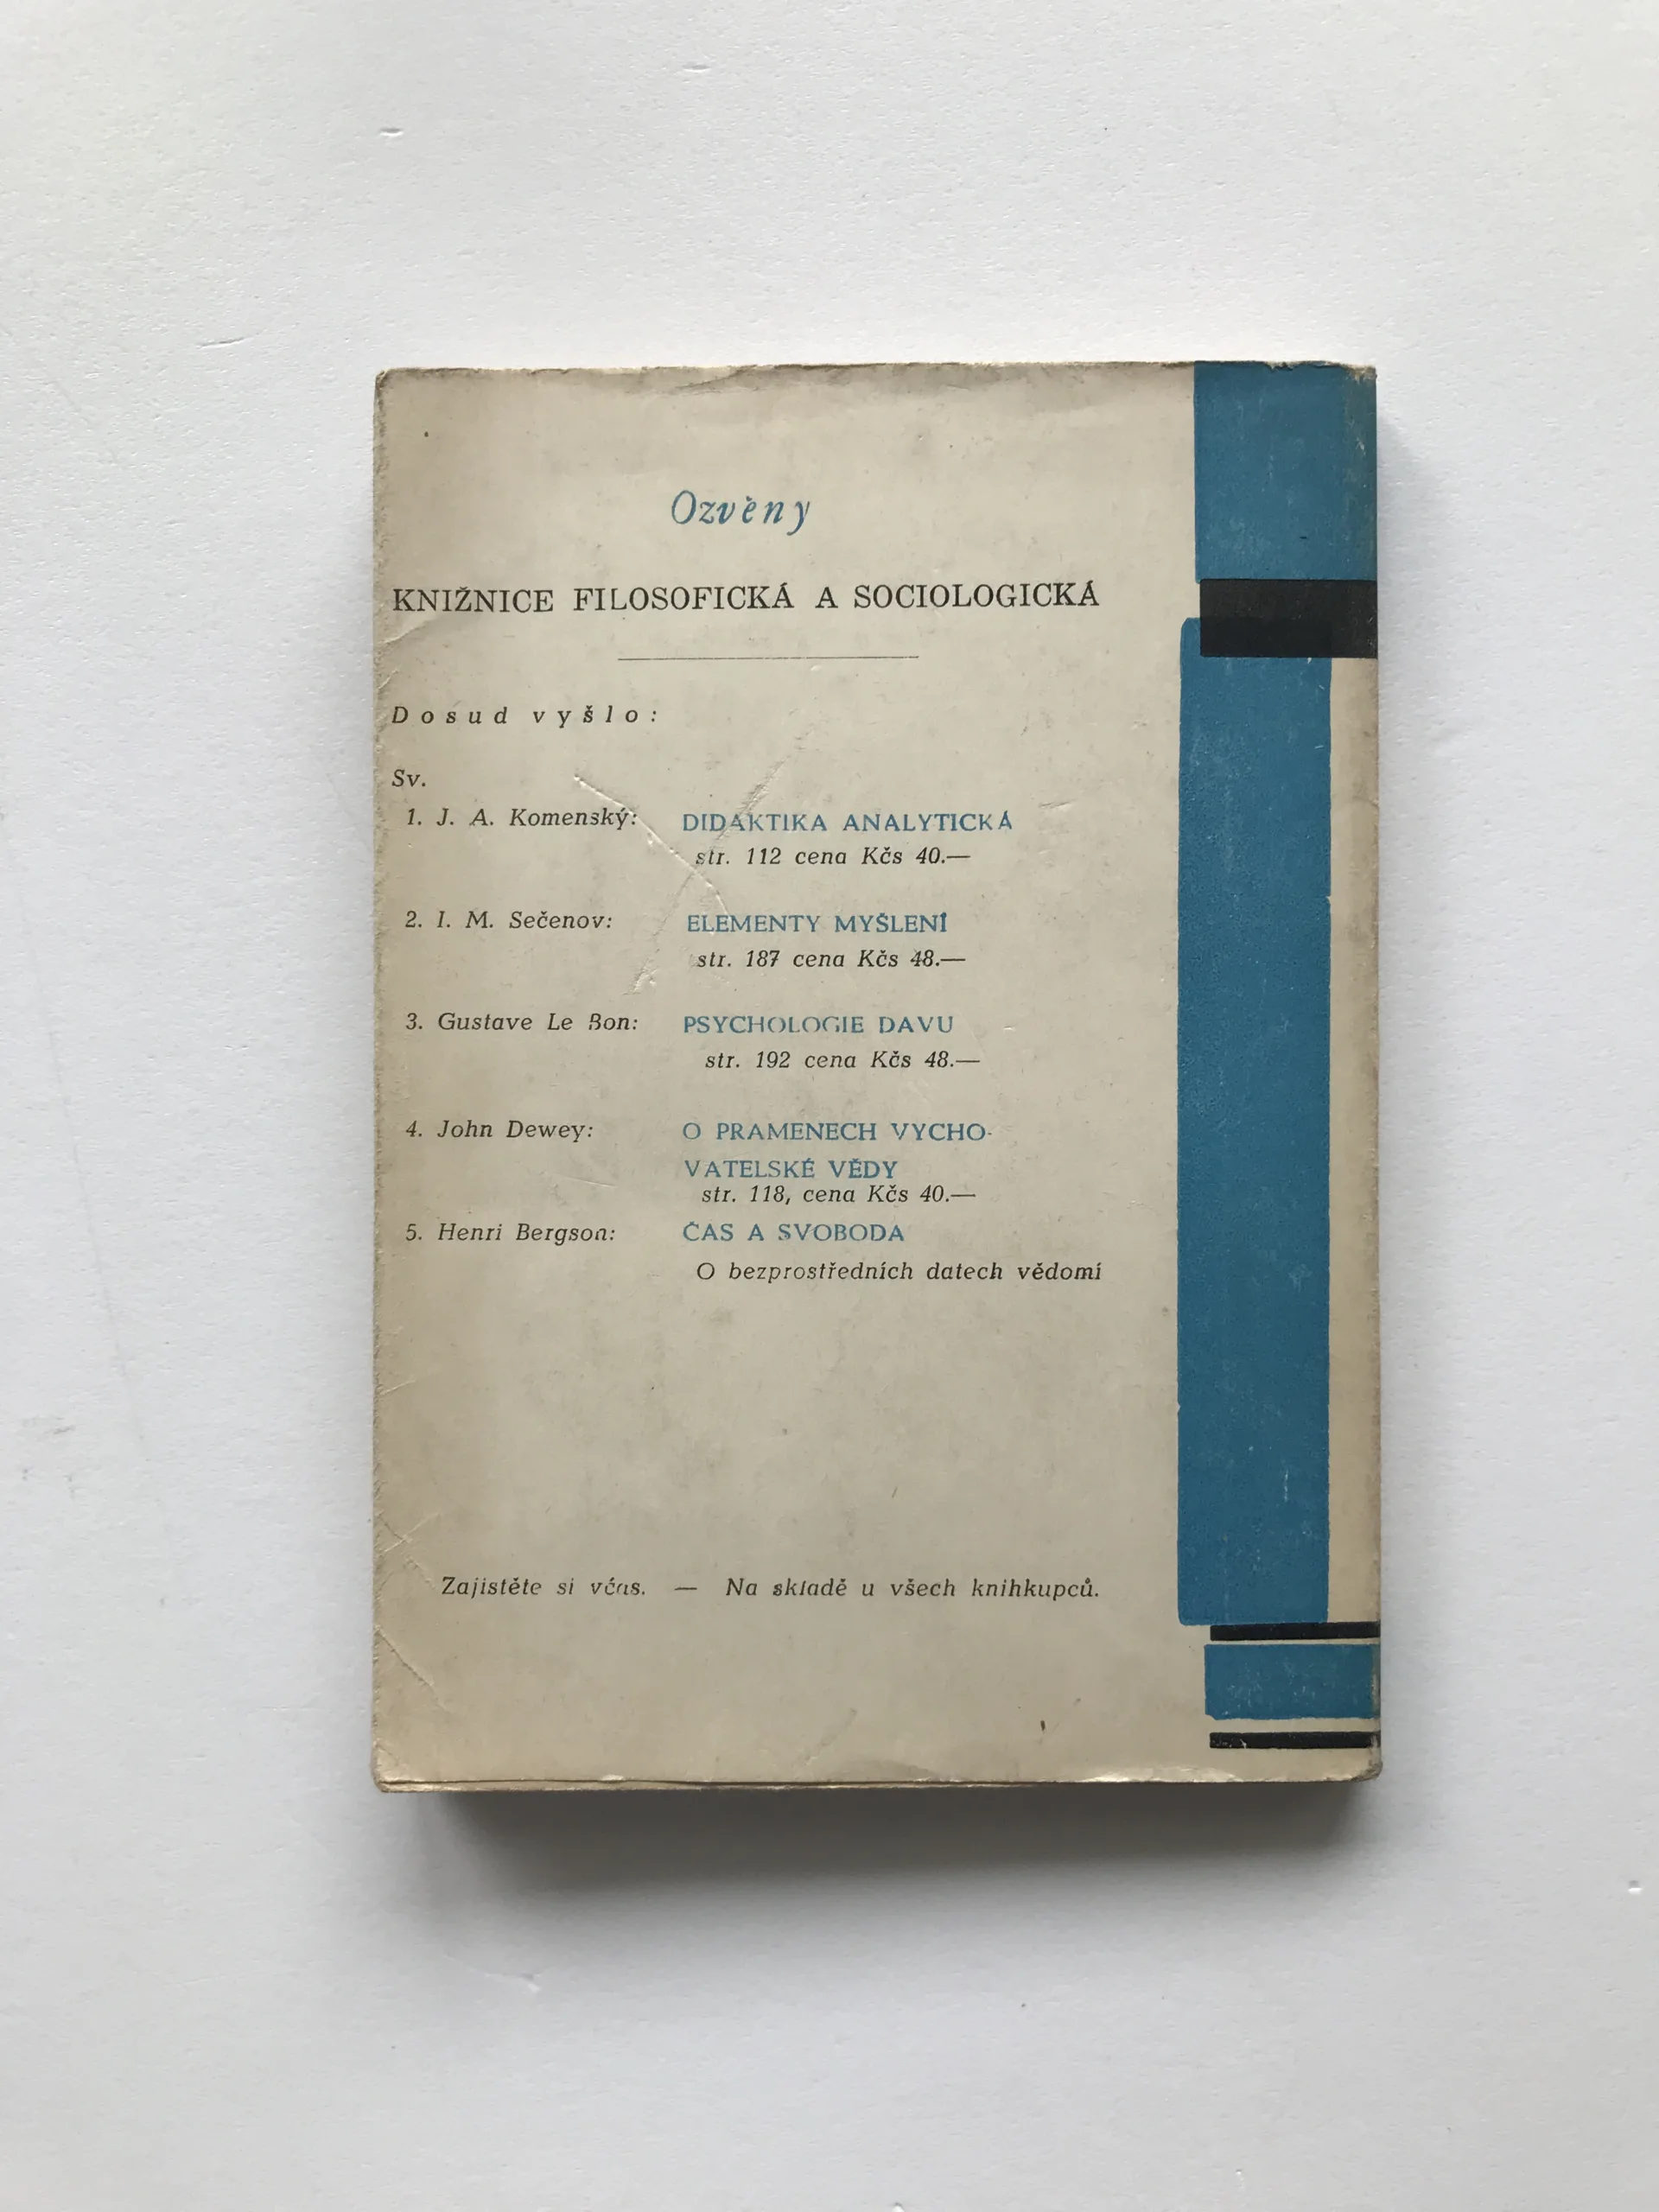 Ozvěny
KNIŽNICE FILOSOFICKÁ A SOCIOLOGICKÁ
Dosud vyšlo:
Sv.
1. J. A. Komenský: DIDAKTIKA ANALYTICKÁ
str. 112 cena Kčs 40.—
2. I. M. Sečenov: ELEMENTY MYŠLENÍ
str. 187 cena Kčs 48.—
3. Gustave Le Bon: PSYCHOLOGIE DAVU
str. 192 cena Kčs 48.—
4. John Dewey: O PRAMENECH VYCHO-
VATELSKÉ VĚDY
str. 118, cena Kčs 40.—
5. Henri Bergson: ČAS A SVOBODA
O bezprostředních datech vědomí
Zajistěte si včas. — Na skladě u všech knihkupců.